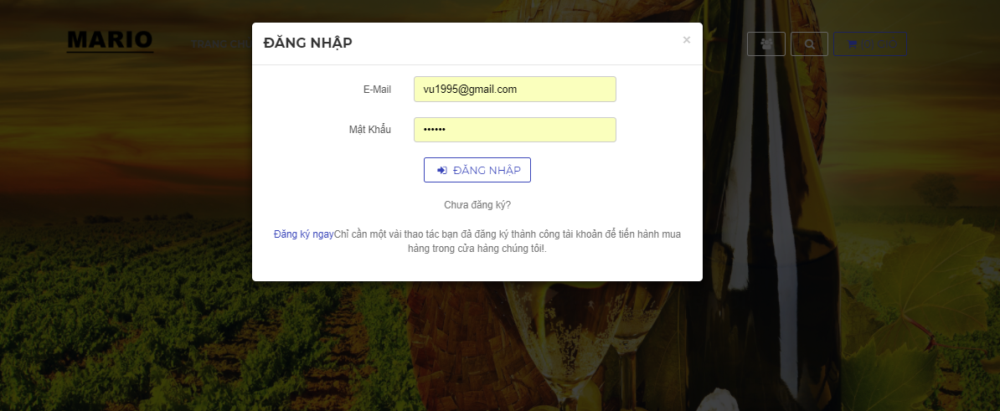 MARIO
TRANG CH
ĐĂNG NHẬP
×
E-Mail
vu1995@gmail.com
Mật Khẩu
••••••
ĐĂNG NHẬP
Chưa đăng ký?
Đăng ký ngayChỉ cần một vài thao tác bạn đã đăng ký thành công tài khoản để tiến hành mua
hàng trong cửa hàng chúng tôi!.